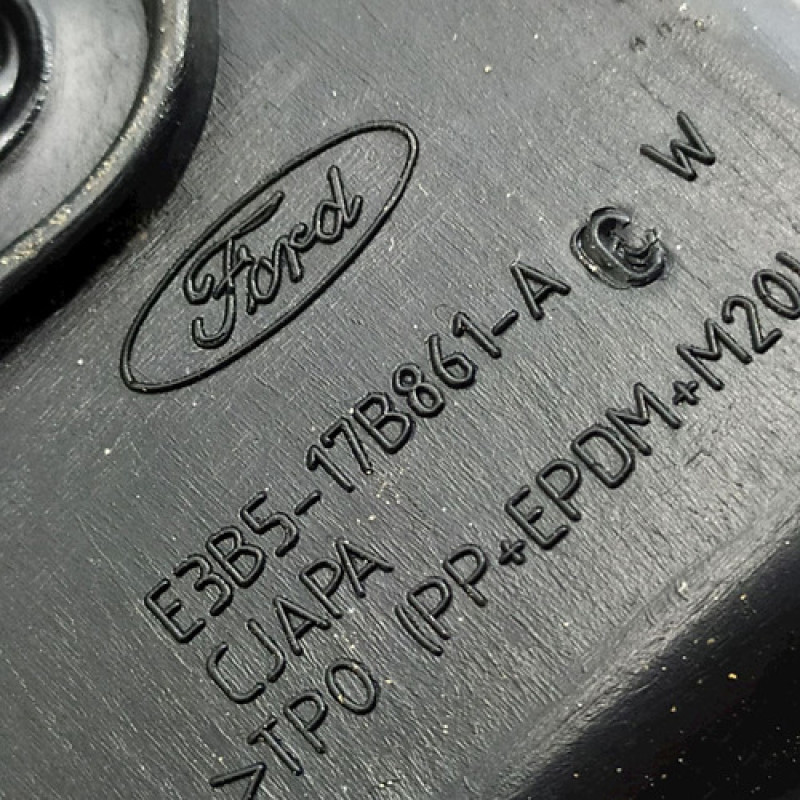 Ford
E3B5-17B861-A C W
CJAPA
>TPO (PP+EPDM+M20)